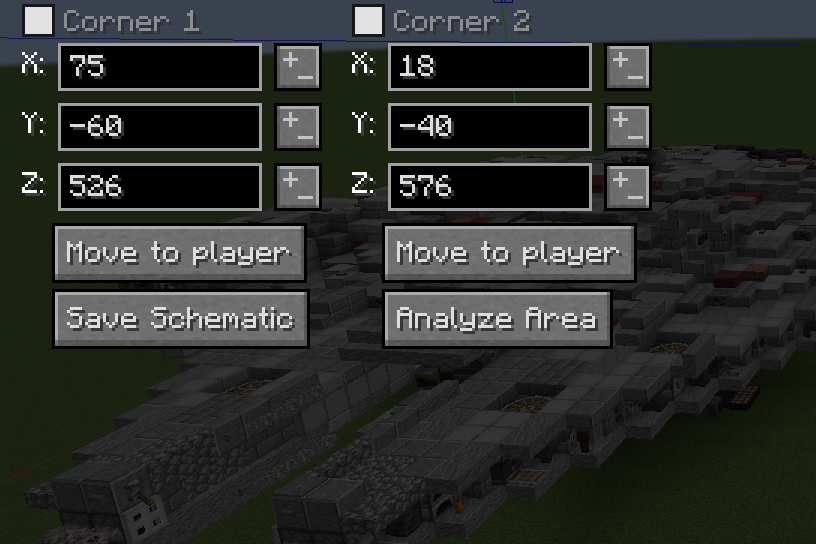 Corner 1 Corner 2
X: 75 + - X: 18 + -
Y: -60 + - Y: -40 + -
Z: 526 + - Z: 576 + -
Move to player Move to player
Save Schematic Analyze Area